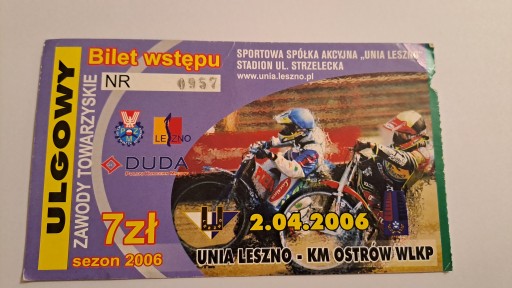 ULGOWY
ZAWODY TOWARZYSKIE
Bilet wstępu
NR 0957
SPORTOWA SPÓŁKA AKCYJNA „UNIA LESZNO"
STADION UL. STRZELECKA
www.unia.leszno.pl
LESZNO
DUDA
7zł
sezon 2006
2.04.2006
UNIA LESZNO - KM OSTRÓW WLKP